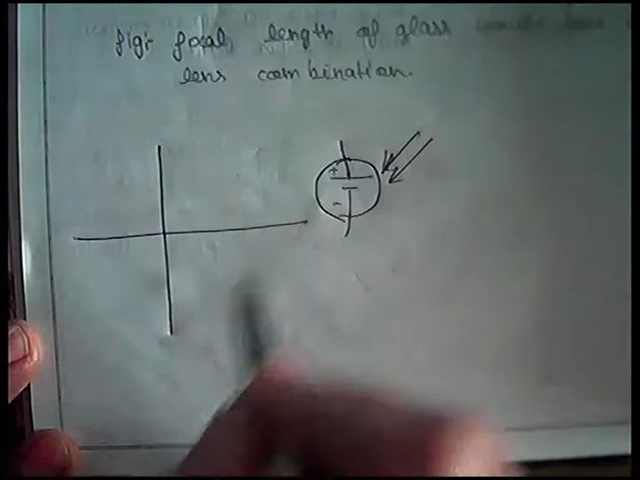 fig:- focal length of glass
lens combination.
+
-